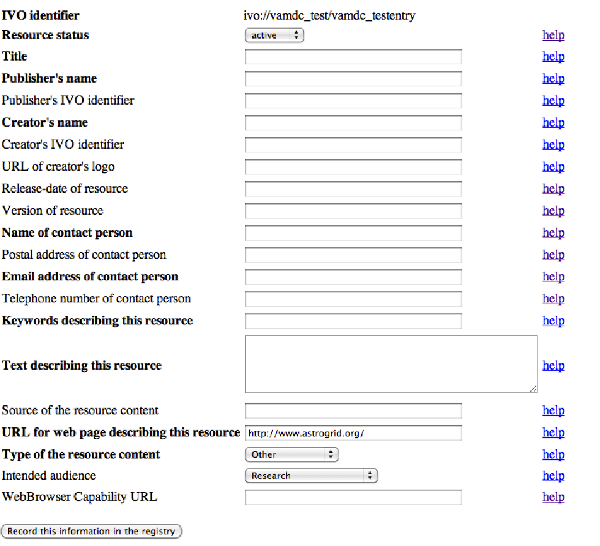 IVO identifier ivo://vamdc_test/vamdc_testentry
Resource status active help
Title help
Publisher's name help
Publisher's IVO identifier help
Creator's name help
Creator's IVO identifier help
URL of creator's logo help
Release-date of resource help
Version of resource help
Name of contact person help
Postal address of contact person help
Email address of contact person help
Telephone number of contact person help
Keywords describing this resource help
Text describing this resource help
Source of the resource content help
URL for web page describing this resource http://www.astrogrid.org/ help
Type of the resource content Other help
Intended audience Research help
WebBrowser Capability URL help
Record this information in the registry